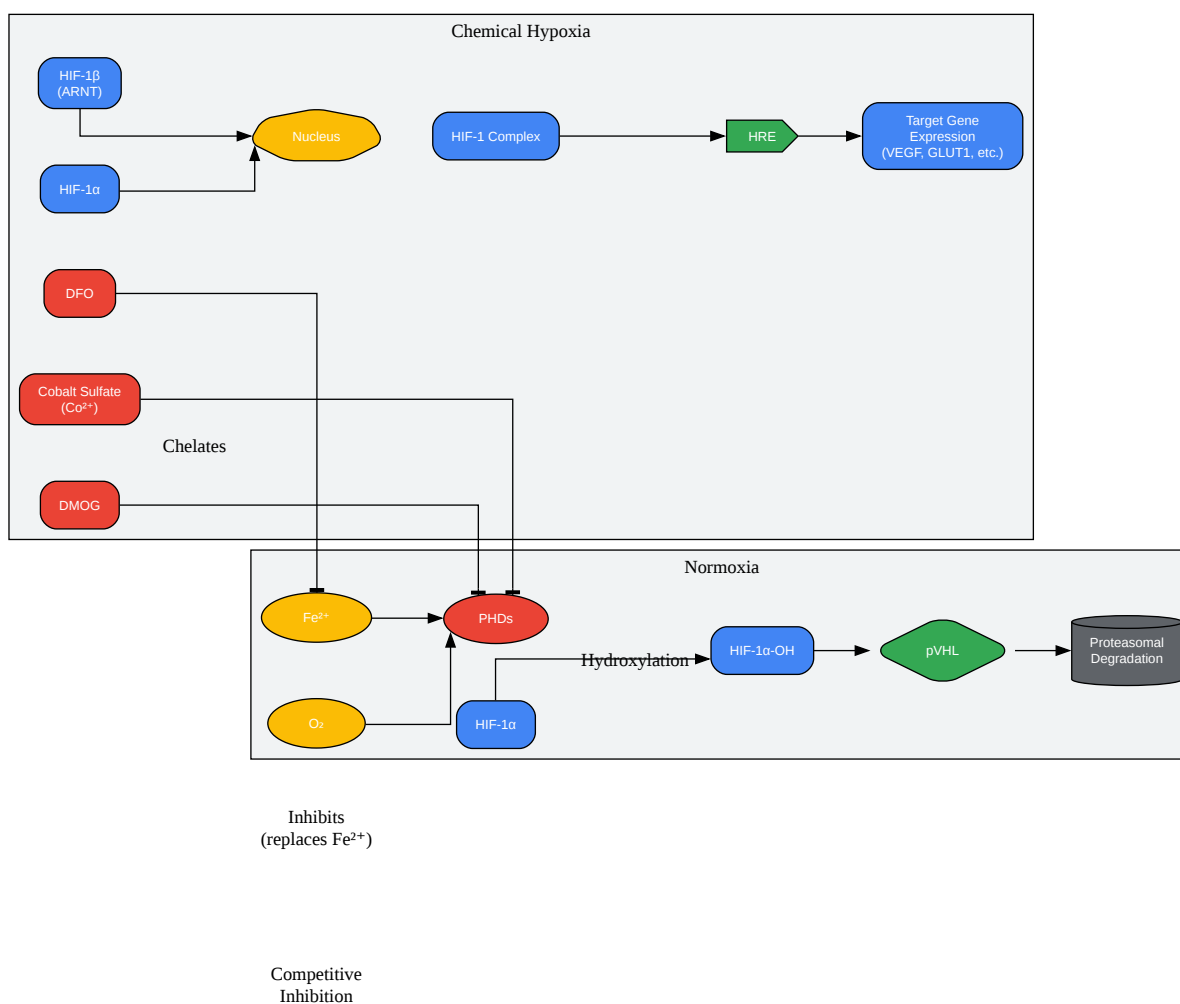 Chemical Hypoxia
HIF-1β
(ARNT)
Nucleus
HIF-1 Complex
HRE
Target Gene
Expression
(VEGF, GLUT1, etc.)
HIF-1α
DFO
Cobalt Sulfate
(Co²⁺)
Chelates
DMOG
Normoxia
Fe²⁺
PHDs
Hydroxylation
HIF-1α-OH
pVHL
Proteasomal
Degradation
O₂
HIF-1α
Inhibits
(replaces Fe²⁺)
Competitive
Inhibition